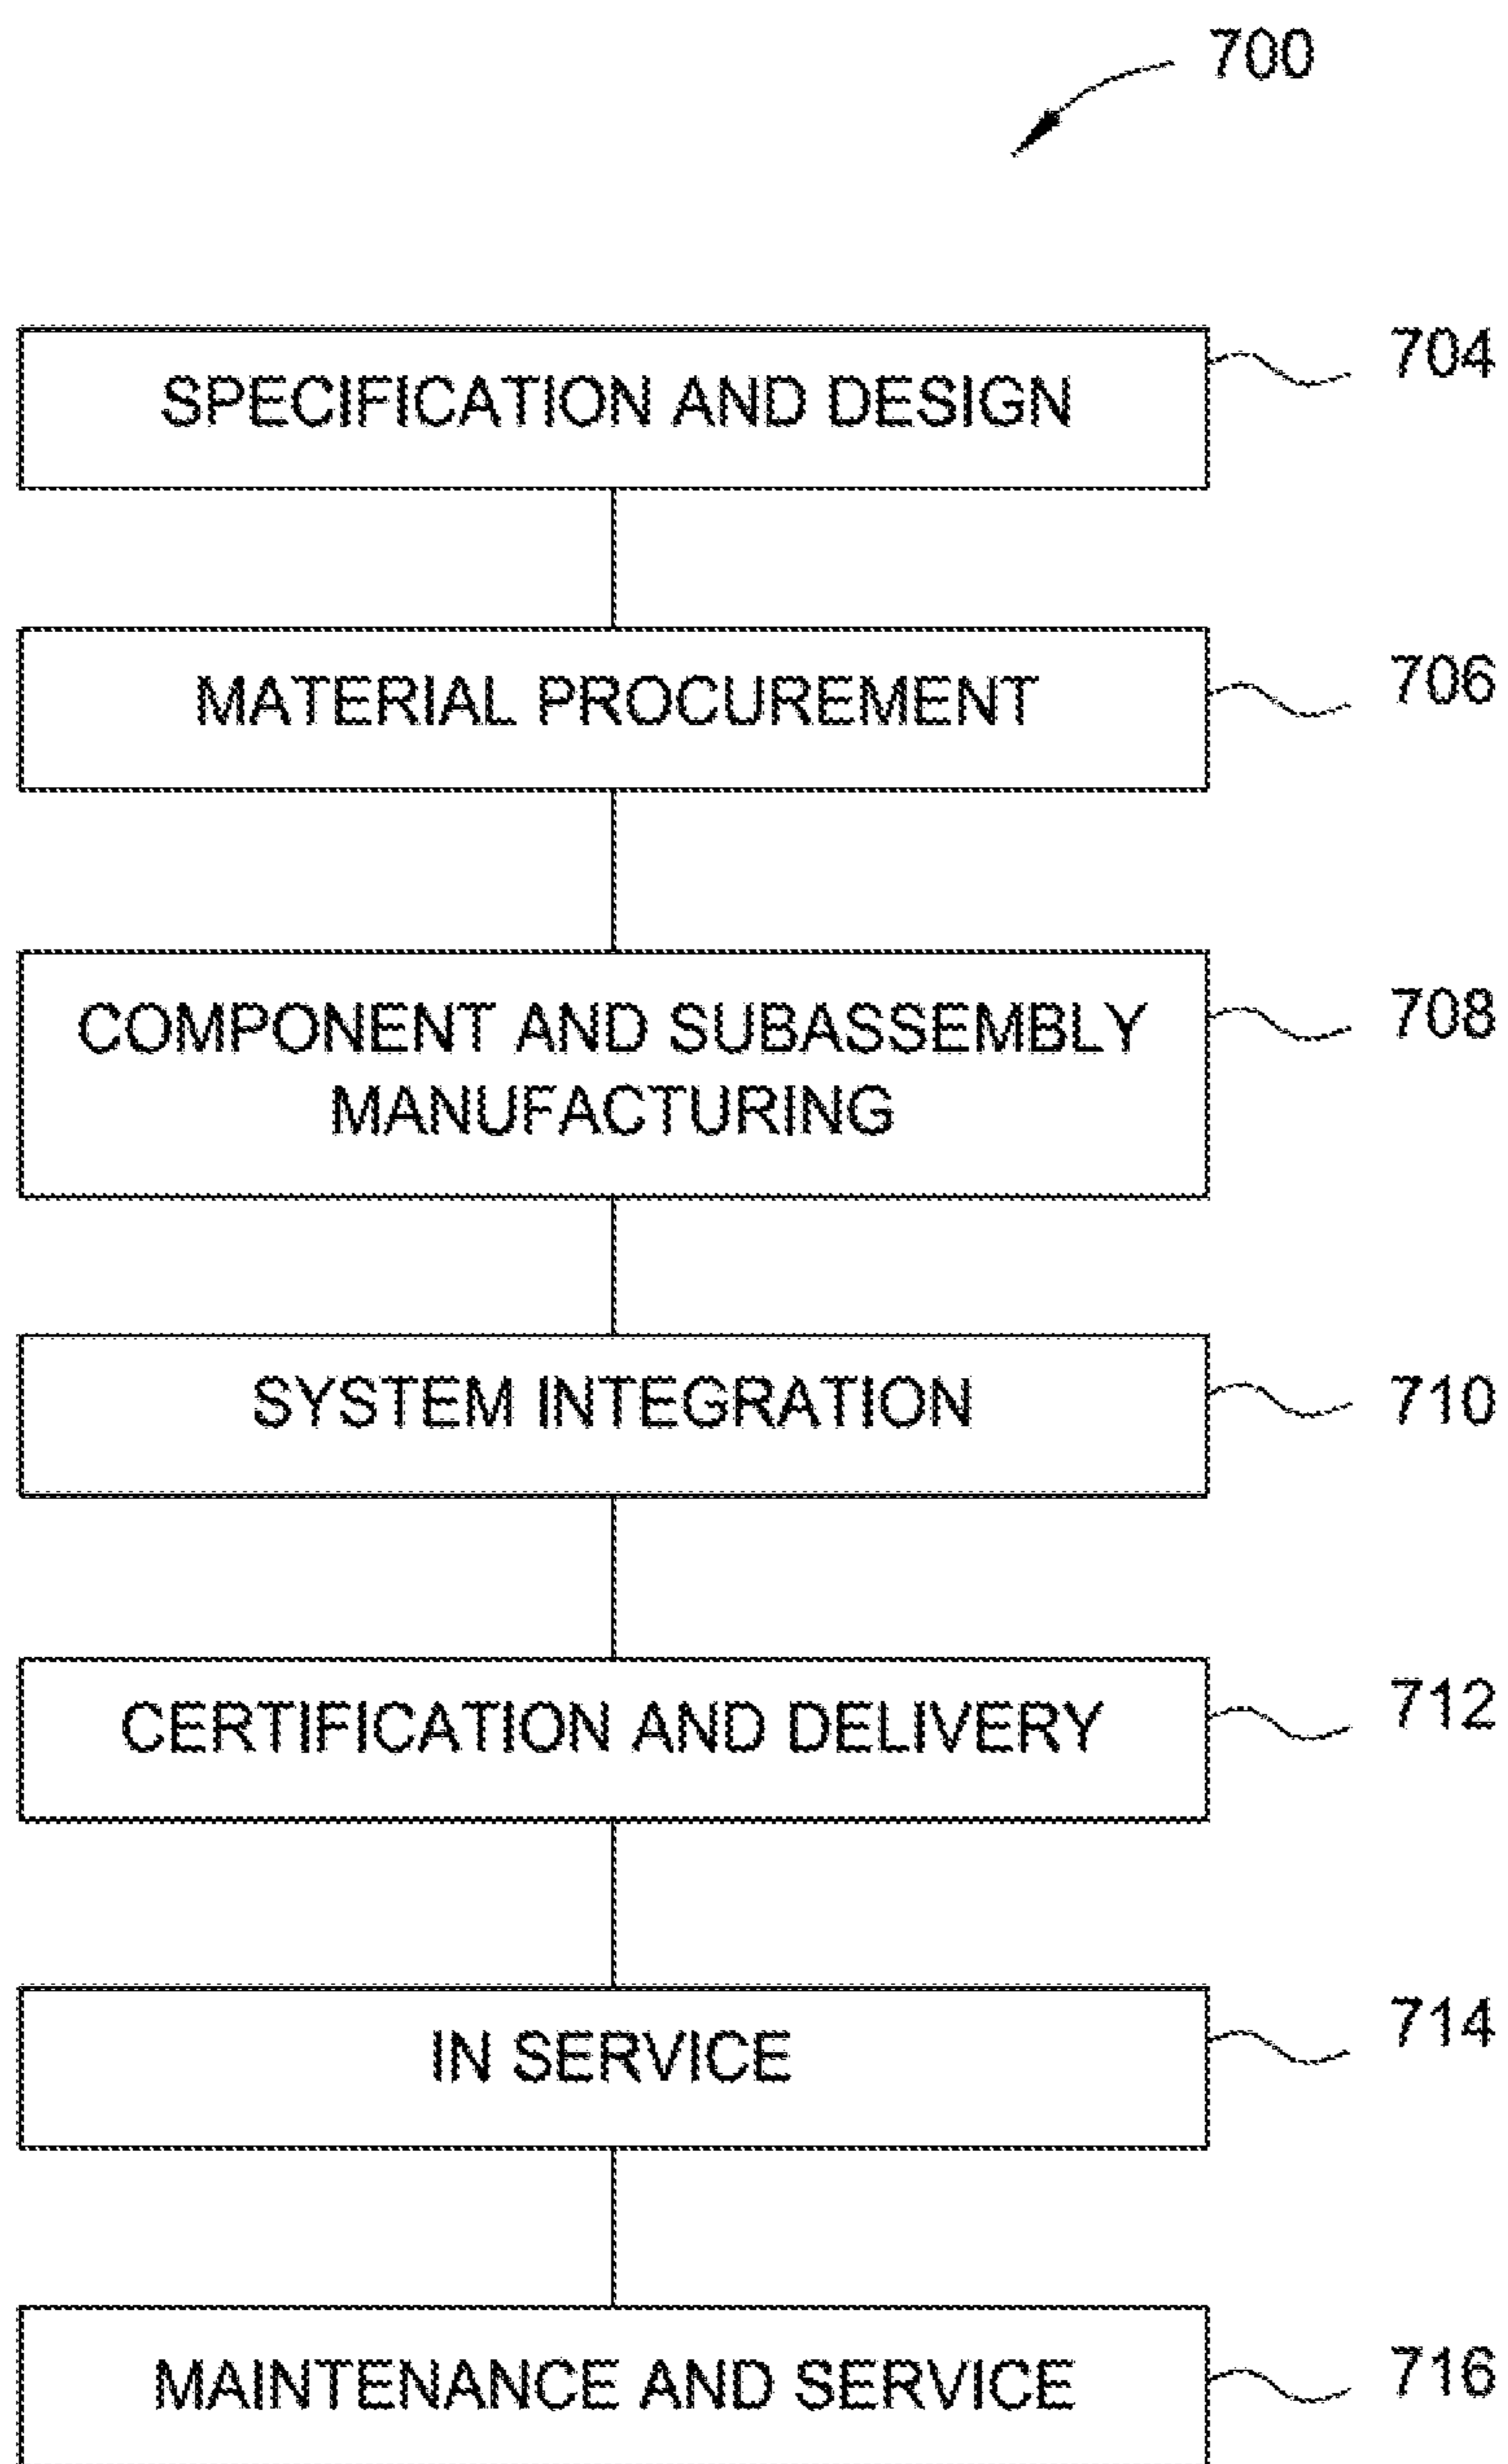 700
SPECIFICATION AND DESIGN
704
MATERIAL PROCUREMENT
706
COMPONENT AND SUBASSEMBLY
MANUFACTURING
708
SYSTEM INTEGRATION
710
CERTIFICATION AND DELIVERY
712
IN SERVICE
714
MAINTENANCE AND SERVICE
716